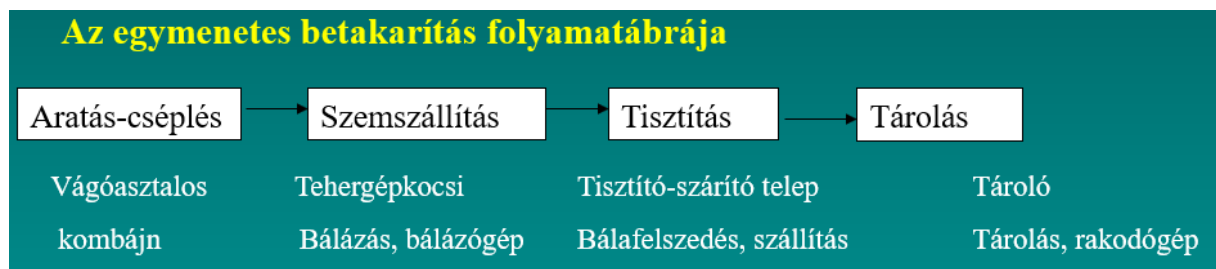 Az egymenetes betakarítás folyamatábrája
Aratás-cséplés Szemszállítás Tisztítás Tárolás
Vágóasztalos Tehergépkocsi Tisztító-szárító telep Tároló
kombájn Bálázás, bálázógép Bálafelszedés, szállítás Tárolás, rakodógép